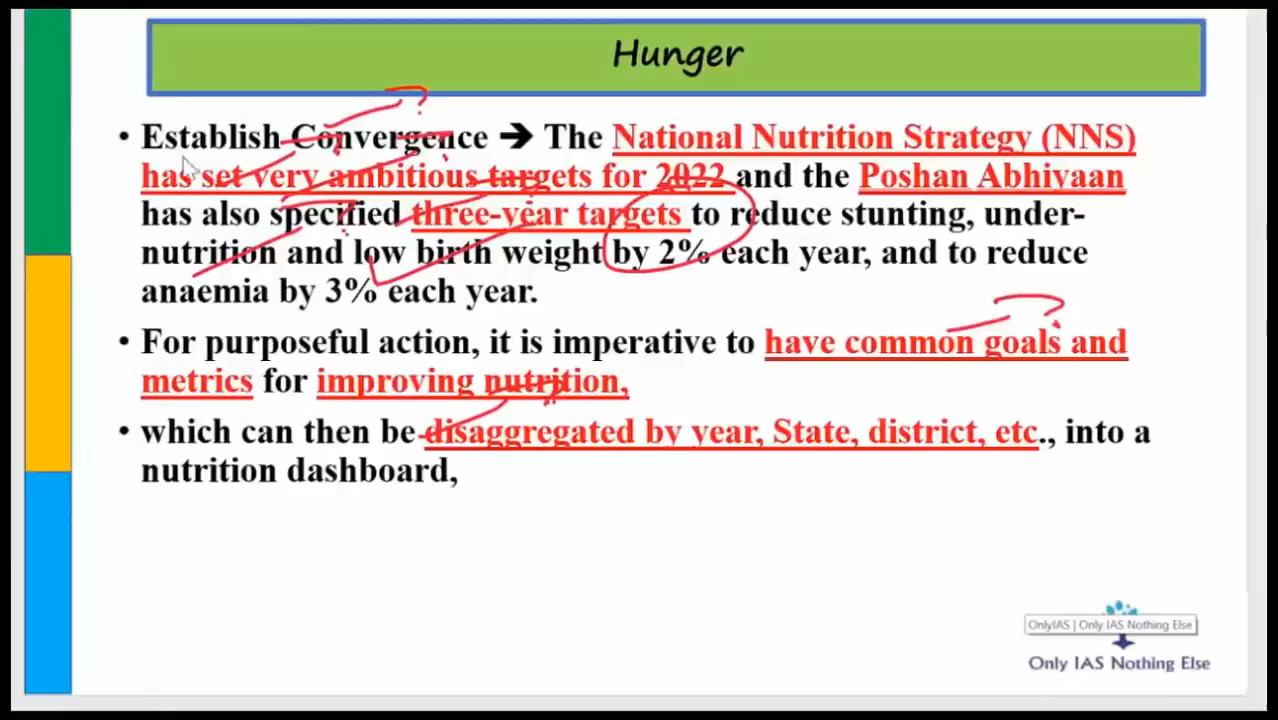 Hunger
• Establish Convergence ➔ The National Nutrition Strategy (NNS)
has set very ambitious targets for 2022 and the Poshan Abhiyaan
has also specified three-year targets to reduce stunting, under-
nutrition and low birth weight by 2% each year, and to reduce
anaemia by 3% each year.
• For purposeful action, it is imperative to have common goals and
metrics for improving nutrition,
• which can then be disaggregated by year, State, district, etc., into a
nutrition dashboard,
OnlyIAS | Only IAS Nothing Else
Only IAS Nothing Else